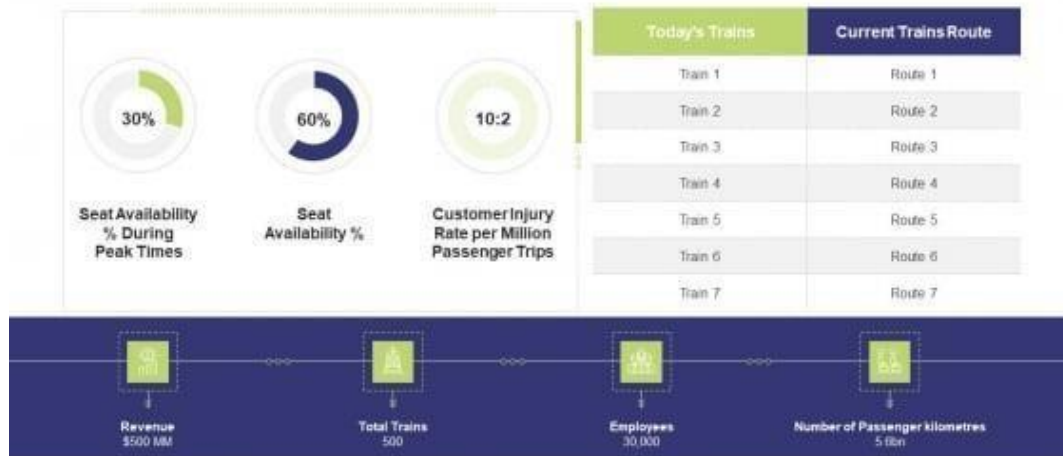 30%
60%
10:2
Seat Availability
% During
Peak Times
Seat
Availability %
Customer Injury
Rate per Million
Passenger Trips
Today's Trains Current Trains Route
Train 1 Route 1
Train 2 Route 2
Train 3 Route 3
Train 4 Route 4
Train 5 Route 5
Train 6 Route 6
Train 7 Route 7
Revenue
$500 MM
Total Trains
500
Employees
30,000
Number of Passenger kilometres
5.6bn